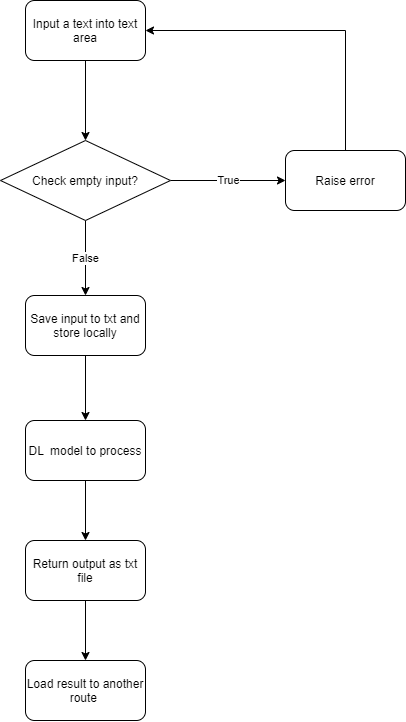 Input a text into text
area
Check empty input?
True
Raise error
False
Save input to txt and
store locally
DL model to process
Return output as txt
file
Load result to another
route